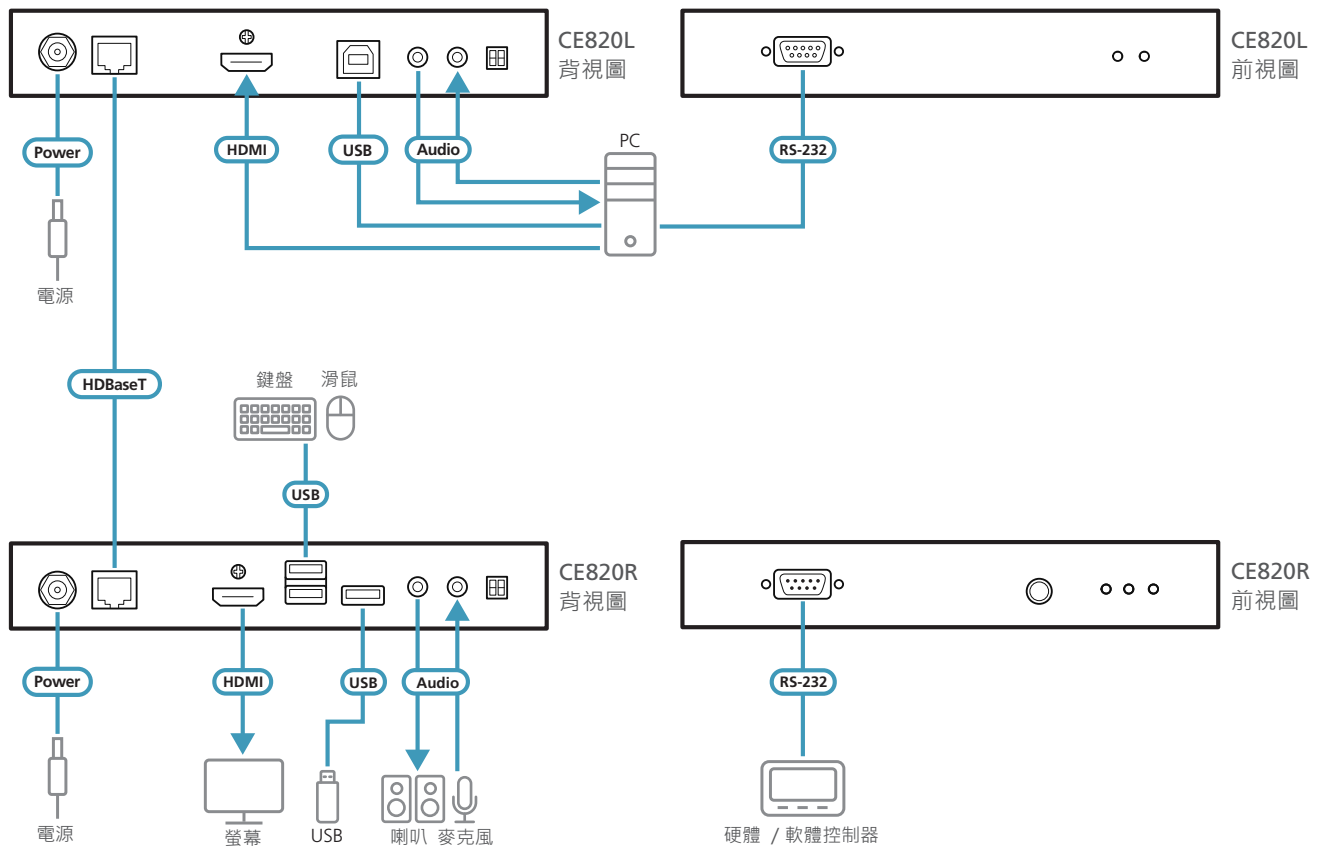 CE820L
背視圖
CE820L
前視圖
Power
HDMI
USB
Audio
PC
RS-232
電源
HDBaseT
鍵盤
滑鼠
USB
CE820R
背視圖
CE820R
前視圖
Power
HDMI
USB
Audio
RS-232
電源
螢幕
USB
喇叭
麥克風
硬體 / 軟體控制器